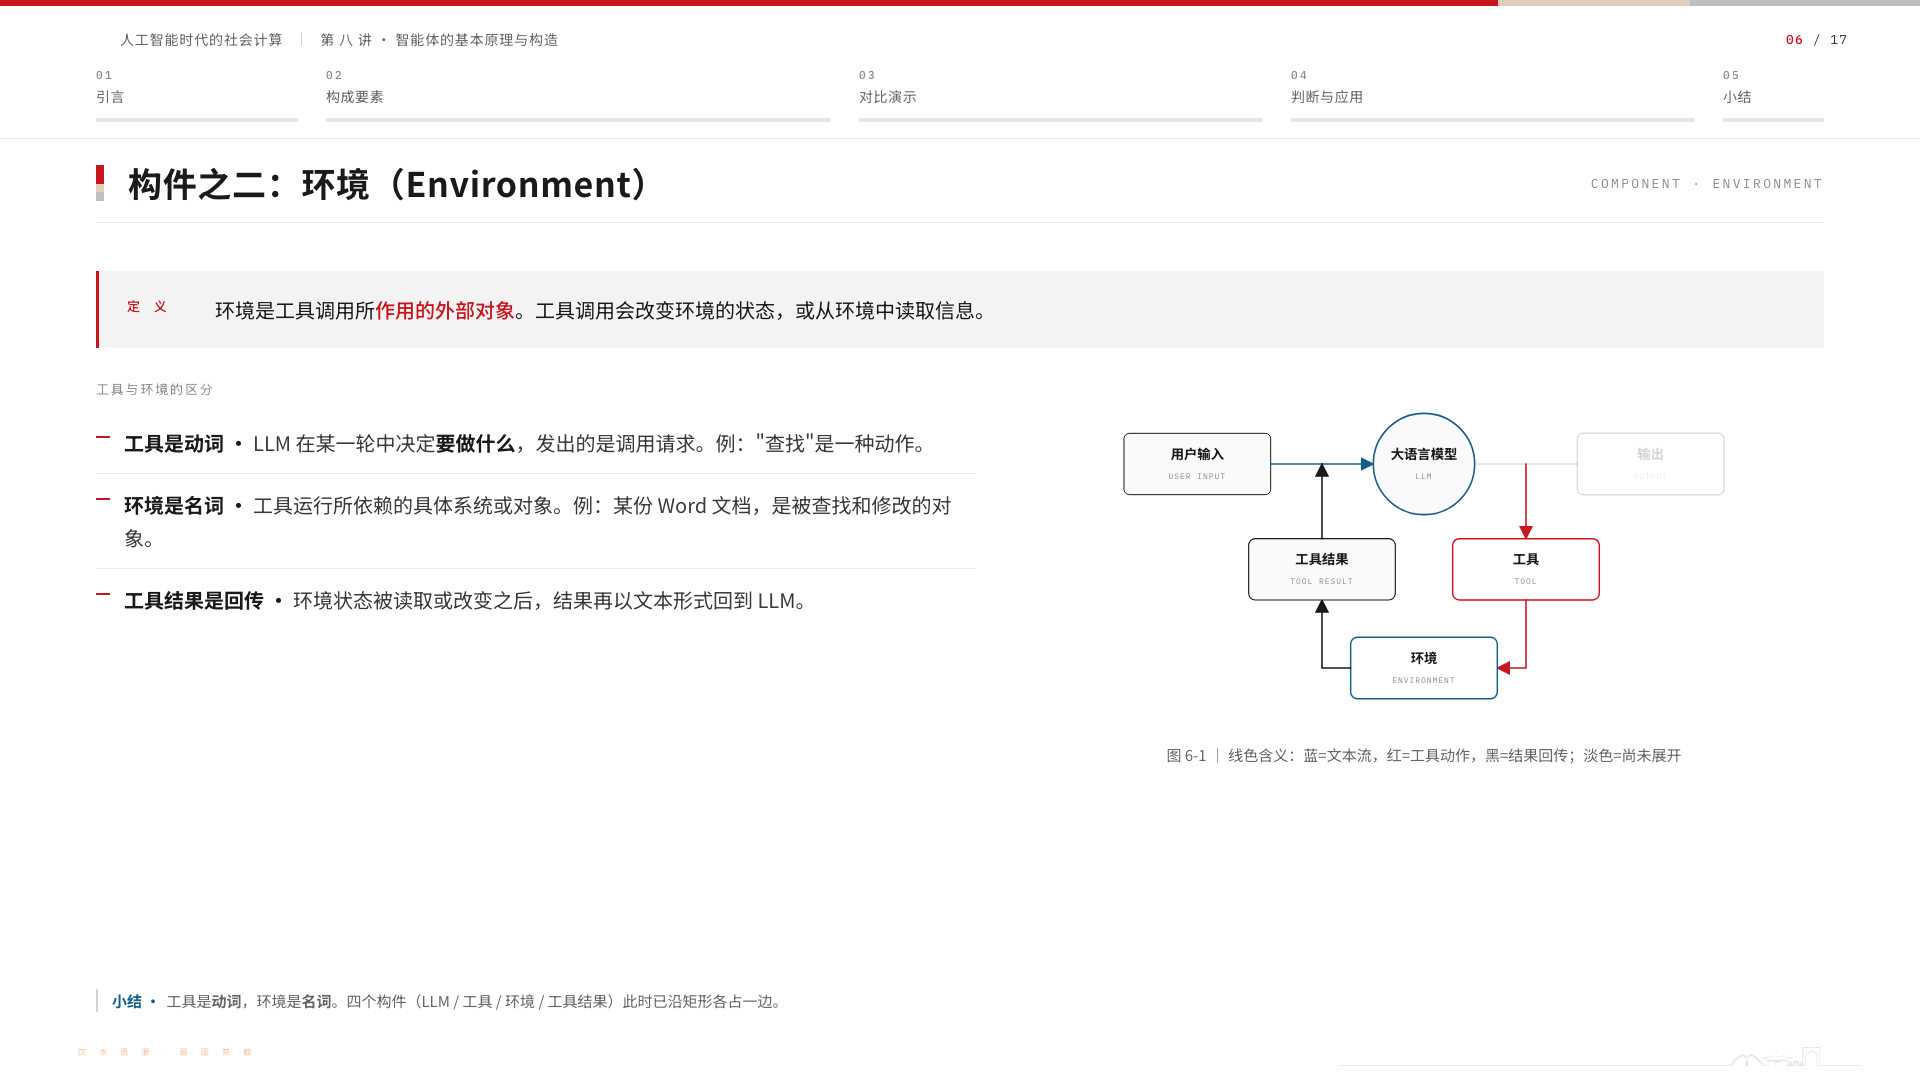 人工智能时代的社会计算 | 第 八 讲 · 智能体的基本原理与构造
06 / 17
01
引言
02
构成要素
03
对比演示
04
判断与应用
05
小结
构件之二：环境（Environment）
COMPONENT · ENVIRONMENT
定 义 环境是工具调用所作用的外部对象。工具调用会改变环境的状态，或从环境中读取信息。
工具与环境的区分
工具是动词 · LLM 在某一轮中决定要做什么，发出的是调用请求。例："查找"是一种动作。
环境是名词 · 工具运行所依赖的具体系统或对象。例：某份 Word 文档，是被查找和修改的对
象。
工具结果是回传 · 环境状态被读取或改变之后，结果再以文本形式回到 LLM。
用户输入
USER INPUT
大语言模型
LLM
输出
OUTPUT
工具结果
TOOL RESULT
工具
TOOL
环境
ENVIRONMENT
图 6-1 | 线色含义：蓝=文本流，红=工具动作，黑=结果回传；淡色=尚未展开
小结 · 工具是动词，环境是名词。四个构件（LLM / 工具 / 环境 / 工具结果）此时已沿矩形各占一边。
饮 水 思 源 · 爱 国 荣 校